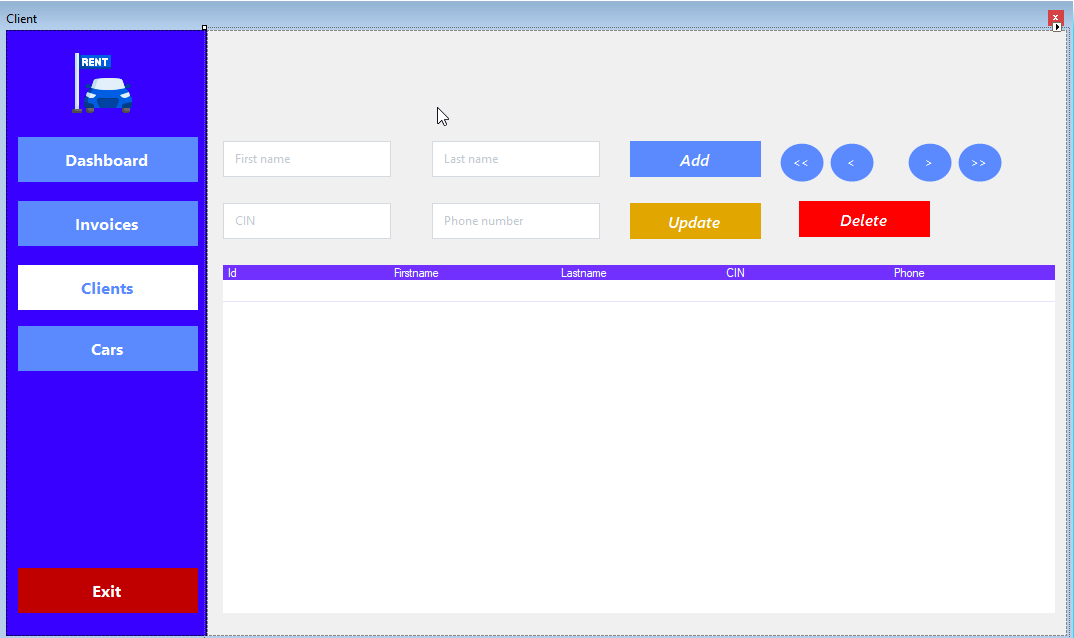 Client
x
RENT
Dashboard
Invoices
Clients
Cars
Exit
First name
Last name
Add
<<
<
>
>>
CIN
Phone number
Update
Delete
Id Firstname Lastname CIN Phone